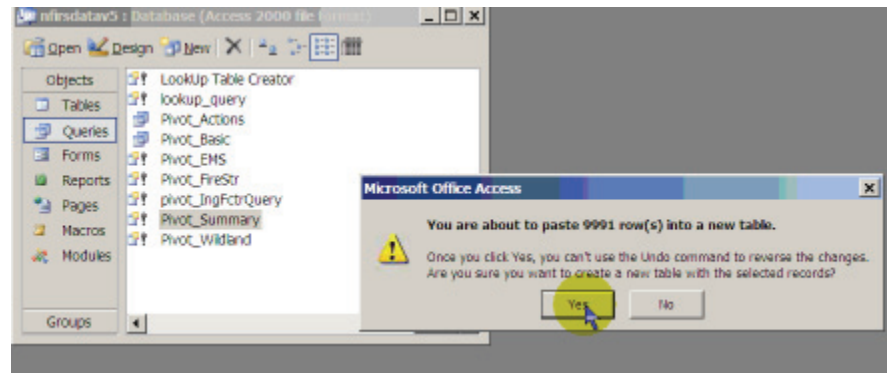 nfirsdatav5 : Database (Access 2000 file format)
Open Design New
Objects
Tables
Queries
Forms
Reports
Pages
Macros
Modules
Groups
LookUp Table Creator
lookup_query
Pivot_Actions
Pivot_Basic
Pivot_EMS
Pivot_FireStr
pivot_IngFctrQuery
Pivot_Summary
Pivot_Wildland
Microsoft Office Access
You are about to paste 9991 row(s) into a new table.
Once you click Yes, you can't use the Undo command to reverse the changes.
Are you sure you want to create a new table with the selected records?
Yes No